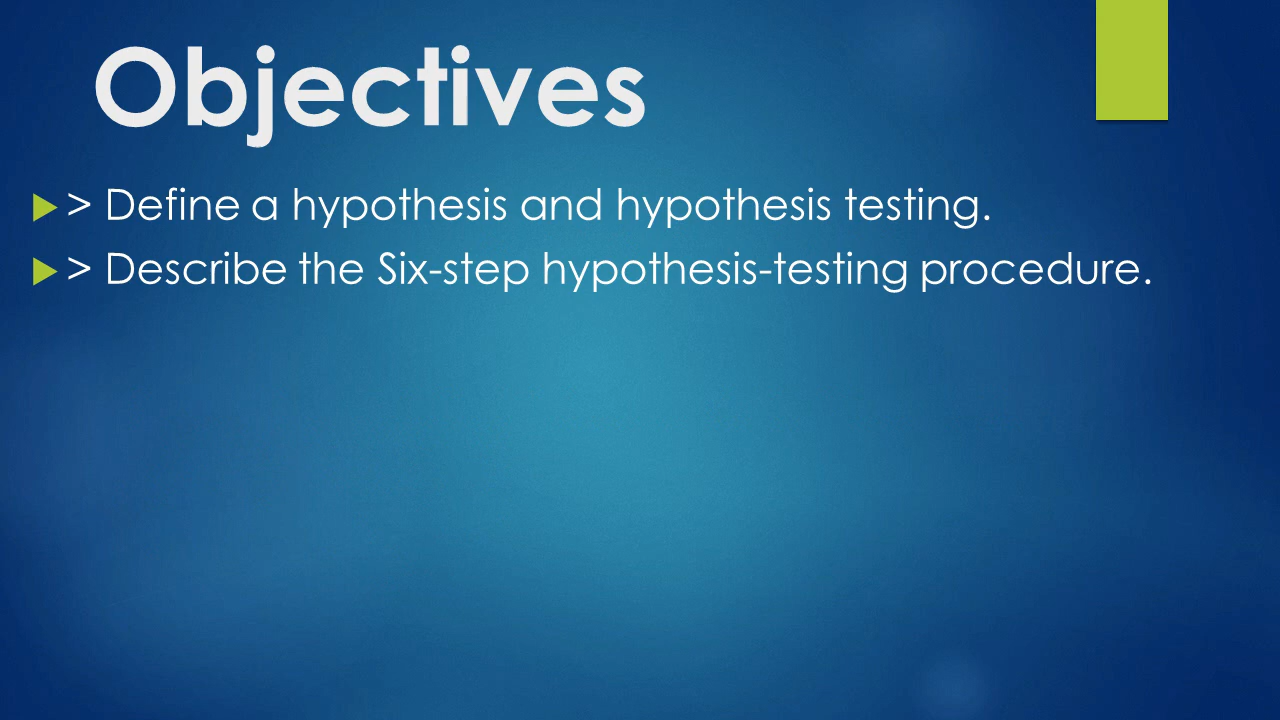 Objectives
> Define a hypothesis and hypothesis testing.
> Describe the Six-step hypothesis-testing procedure.